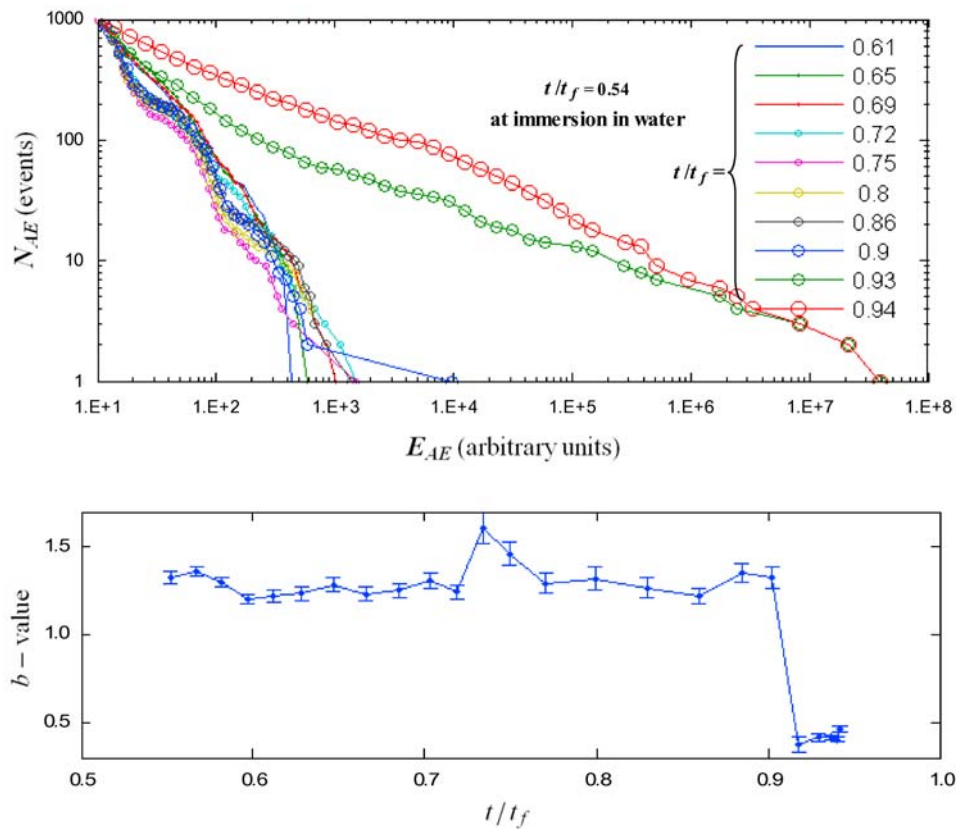 1000
100
10
1
N_AE (events)
t/t_f = 0.54
at immersion in water
t/t_f =
0.61
0.65
0.69
0.72
0.75
0.8
0.86
0.9
0.93
0.94
1.E+1 1.E+2 1.E+3 1.E+4 1.E+5 1.E+6 1.E+7 1.E+8
E_AE (arbitrary units)
1.5
1.0
0.5
b – value
0.5 0.6 0.7 0.8 0.9 1.0
t/t_f